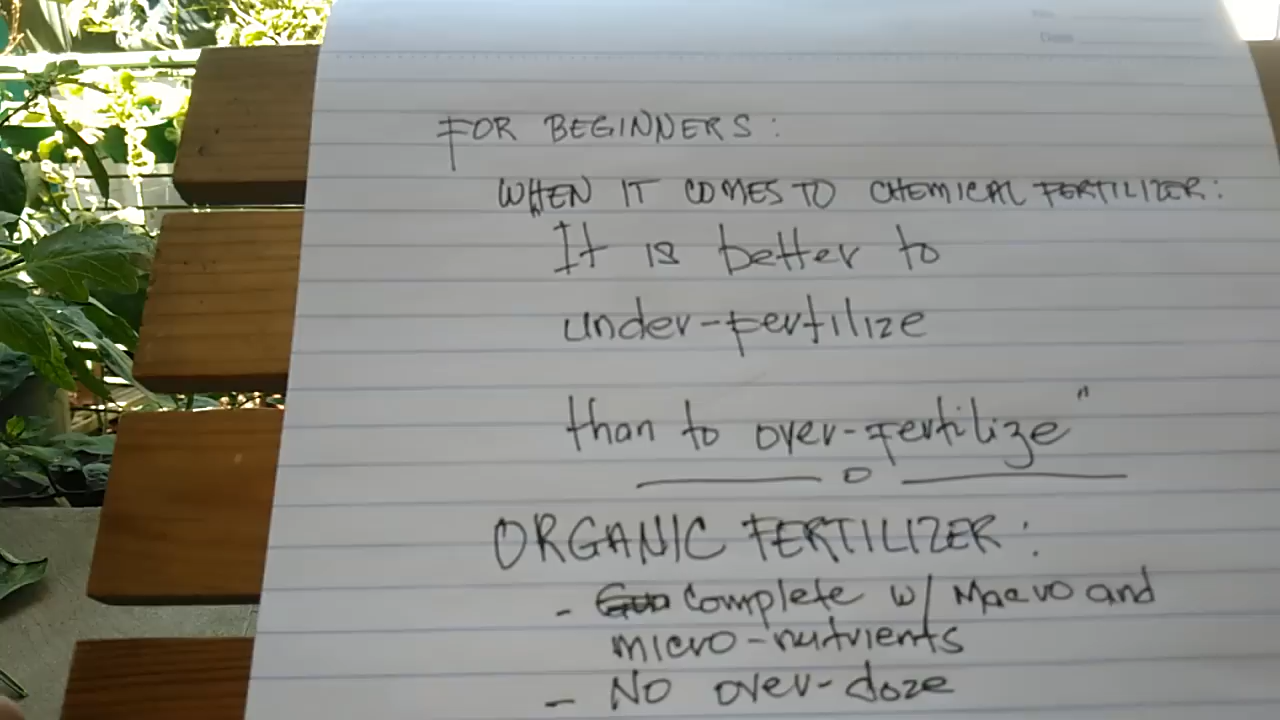 FOR BEGINNERS:
WHEN IT COMES TO CHEMICAL FERTILIZER:
It is better to
under-fertilize
than to over-fertilize"
ORGANIC FERTILIZER:
- complete w/ Macro and
micro-nutrients
- NO over-doze